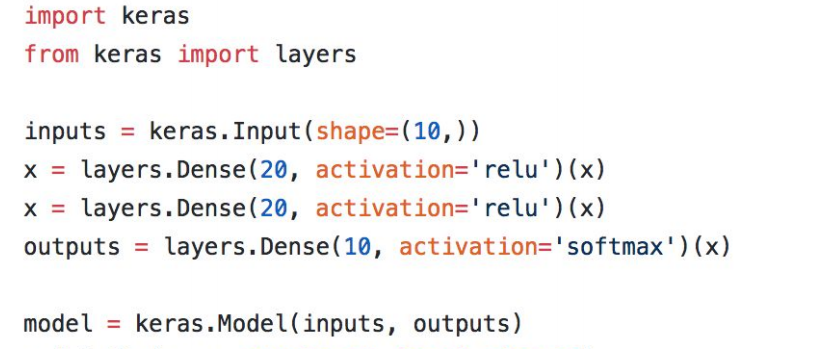 import keras
from keras import layers
inputs = keras.Input(shape=(10,))
x = layers.Dense(20, activation='relu')(x)
x = layers.Dense(20, activation='relu')(x)
outputs = layers.Dense(10, activation='softmax')(x)
model = keras.Model(inputs, outputs)